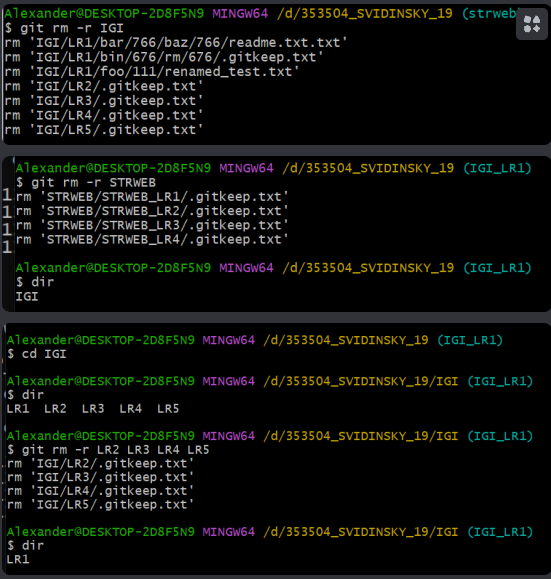 Alexander@DESKTOP-2D8F5N9 MINGW64 /d/353504_SVIDINSKY_19 (strweb
$ git rm -r IGI
rm 'IGI/LR1/bar/766/baz/766/readme.txt.txt'
rm 'IGI/LR1/bin/676/rm/676/.gitkeep.txt'
rm 'IGI/LR1/foo/111/renamed_test.txt'
rm 'IGI/LR2/.gitkeep.txt'
rm 'IGI/LR3/.gitkeep.txt'
rm 'IGI/LR4/.gitkeep.txt'
rm 'IGI/LR5/.gitkeep.txt'
Alexander@DESKTOP-2D8F5N9 MINGW64 /d/353504_SVIDINSKY_19 (IGI_LR1)
$ git rm -r STRWEB
1 rm 'STRWEB/STRWEB_LR1/.gitkeep.txt'
1 rm 'STRWEB/STRWEB_LR2/.gitkeep.txt'
1 rm 'STRWEB/STRWEB_LR3/.gitkeep.txt'
1 rm 'STRWEB/STRWEB_LR4/.gitkeep.txt'
Alexander@DESKTOP-2D8F5N9 MINGW64 /d/353504_SVIDINSKY_19 (IGI_LR1)
$ dir
IGI
Alexander@DESKTOP-2D8F5N9 MINGW64 /d/353504_SVIDINSKY_19 (IGI_LR1)
$ cd IGI
Alexander@DESKTOP-2D8F5N9 MINGW64 /d/353504_SVIDINSKY_19/IGI (IGI_LR1)
$ dir
LR1 LR2 LR3 LR4 LR5
Alexander@DESKTOP-2D8F5N9 MINGW64 /d/353504_SVIDINSKY_19/IGI (IGI_LR1)
$ git rm -r LR2 LR3 LR4 LR5
rm 'IGI/LR2/.gitkeep.txt'
rm 'IGI/LR3/.gitkeep.txt'
rm 'IGI/LR4/.gitkeep.txt'
rm 'IGI/LR5/.gitkeep.txt'
Alexander@DESKTOP-2D8F5N9 MINGW64 /d/353504_SVIDINSKY_19/IGI (IGI_LR1)
$ dir
LR1